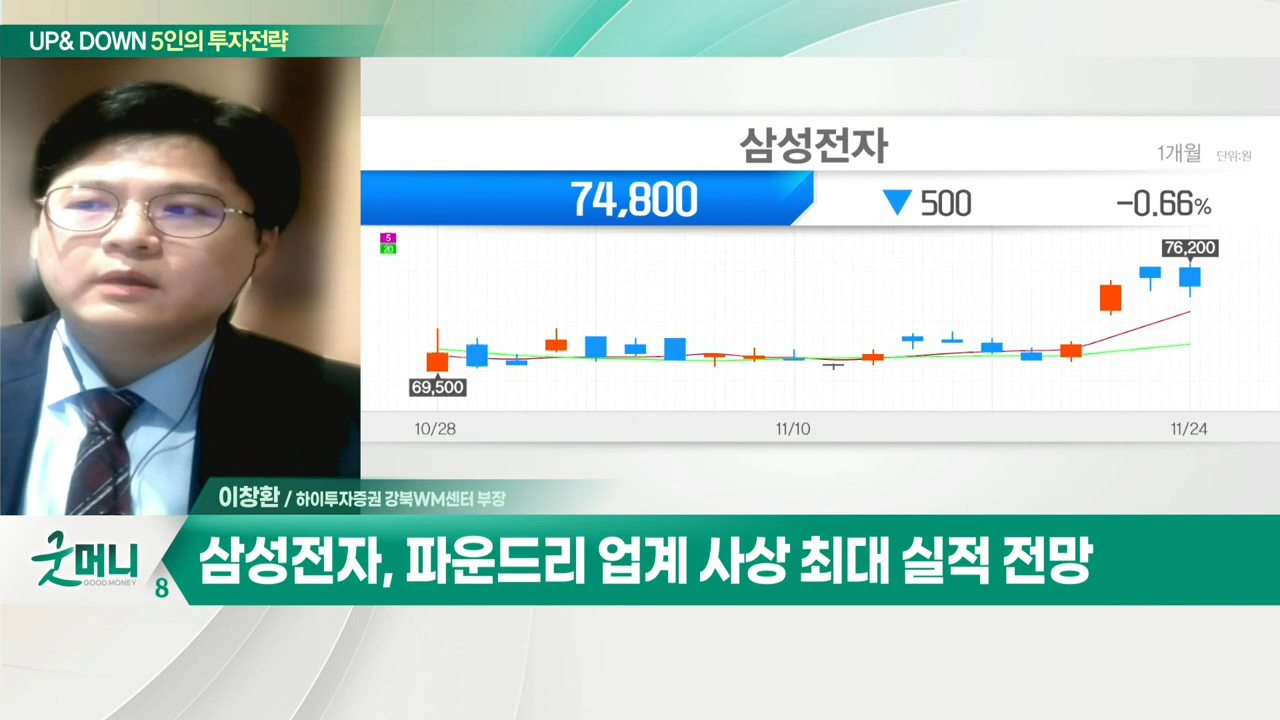 UP& DOWN 5인의 투자전략
삼성전자
1개월 단위:원
74,800 ▼500 -0.66%
5
20
76,200
69,500
10/28 11/10 11/24
이창환 / 하이투자증권 강북WM센터 부장
굿머니
GOOD MONEY
8
삼성전자, 파운드리 업계 사상 최대 실적 전망